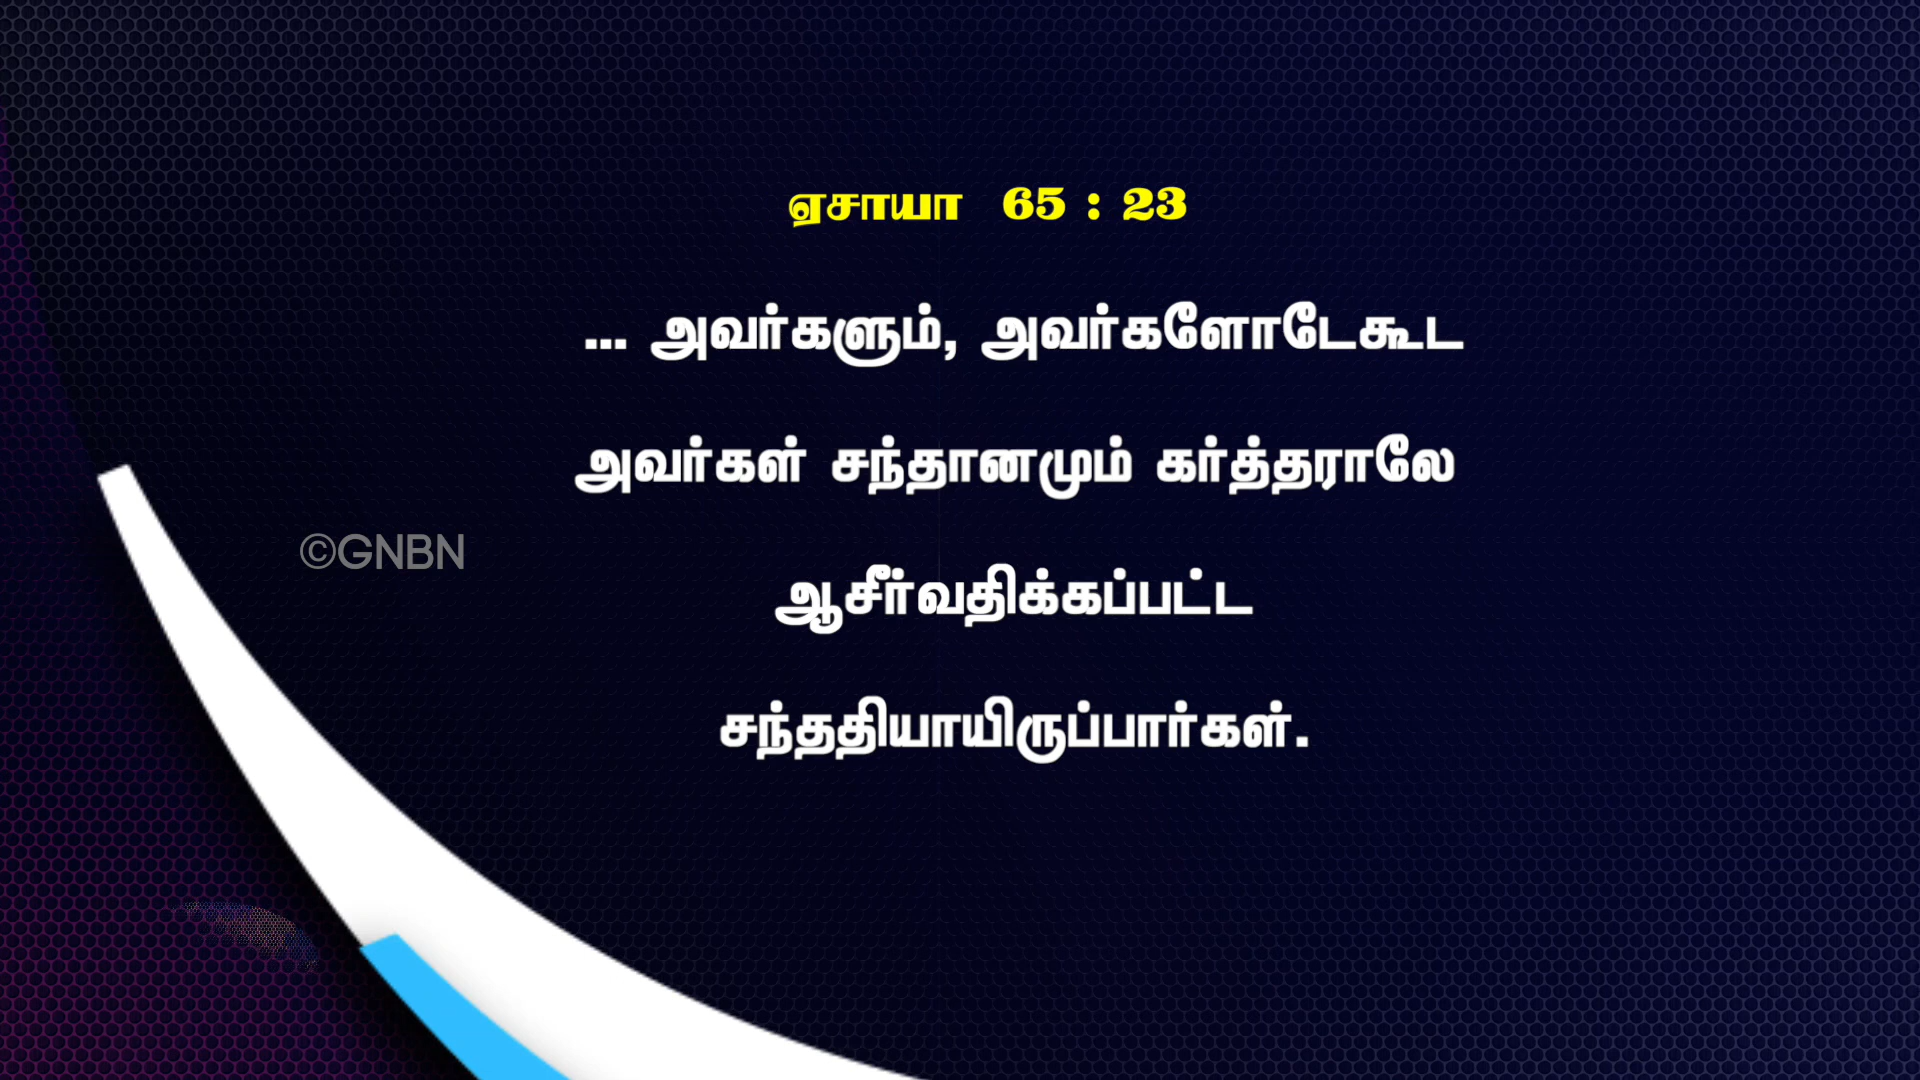 ஏசாயா 65 : 23
... அவர்களும், அவர்களோடேகூட
அவர்கள் சந்தானமும் கர்த்தராலே
©GNBN
ஆசீர்வதிக்கப்பட்ட
சந்ததியாயிருப்பார்கள்.